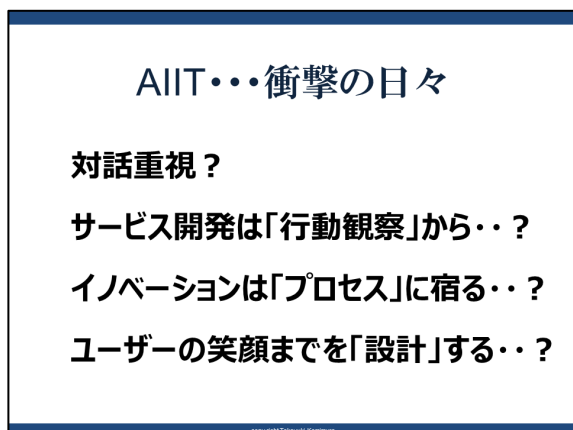 AIIT・・・衝撃の日々
対話重視？
サービス開発は「行動観察」から・・？
イノベーションは「プロセス」に宿る・・？
ユーザーの笑顔までを「設計」する・・？